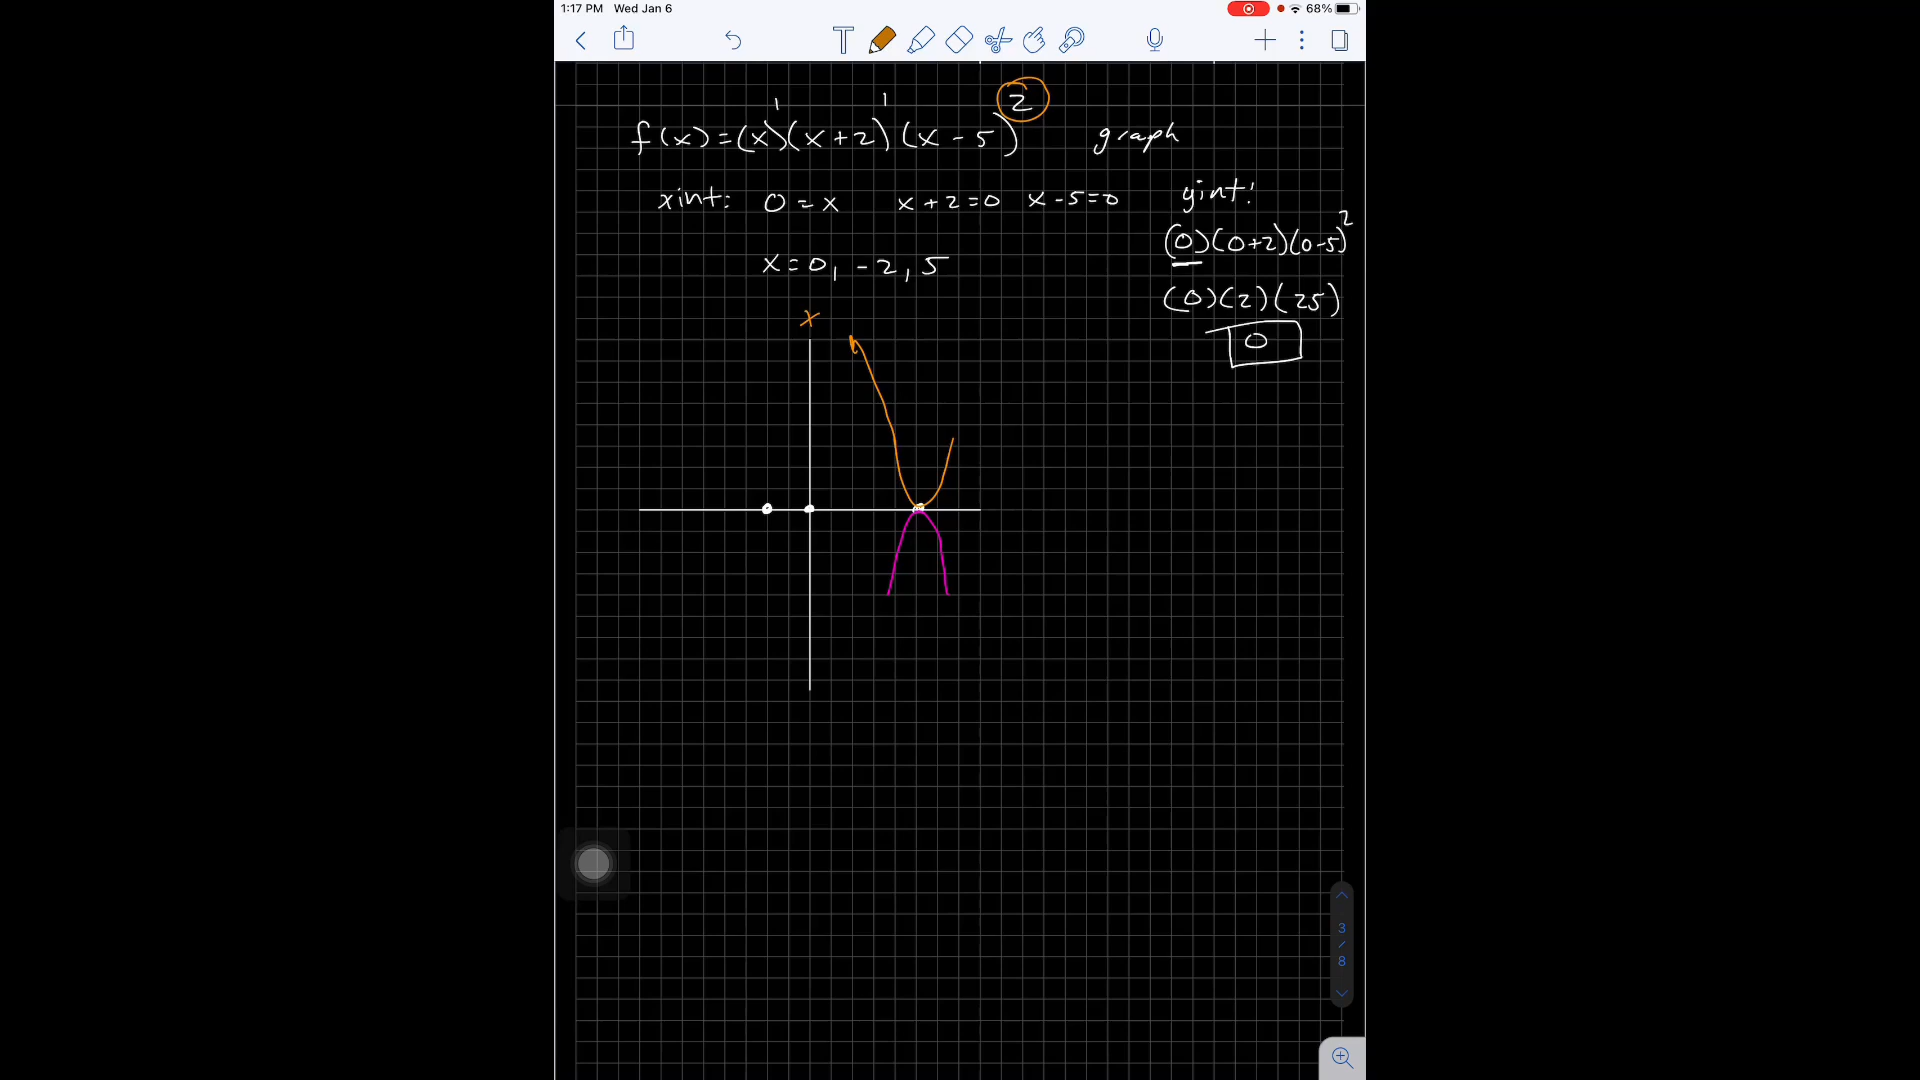 1:17 PM Wed Jan 6 68%
T
f(x)=(x)¹(x+2)¹(x-5)² graph
xint: 0=x x+2=0 x-5=0
x=0, -2, 5
yint:
(0)(0+2)(0-5)²
(0)(2)(25)
0
x
3
/
8